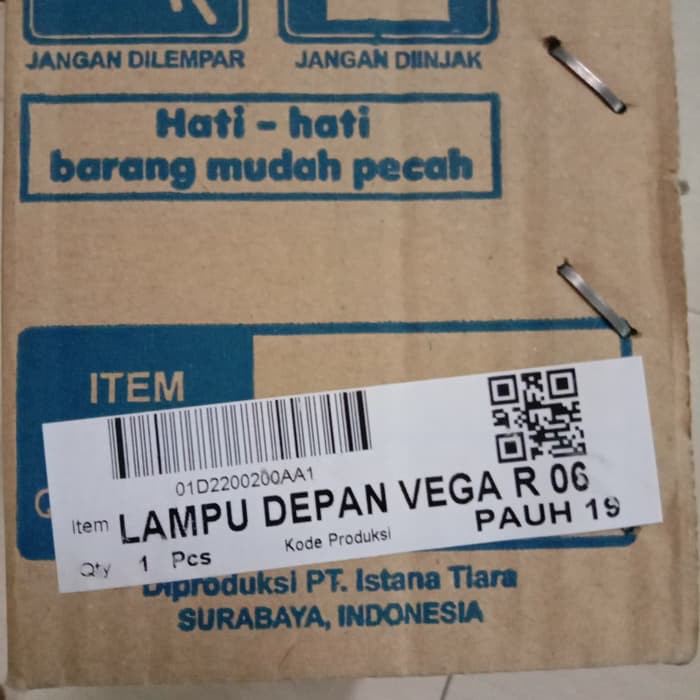 JANGAN DILEMPAR
JANGAN DIINJAK
Hati - hati
barang mudah pecah
ITEM
01D2200200AA1
Item LAMPU DEPAN VEGA R 06
Qty 1 Pcs
Kode Produksi PAUH 19
Diproduksi PT. Istana Tiara
SURABAYA, INDONESIA